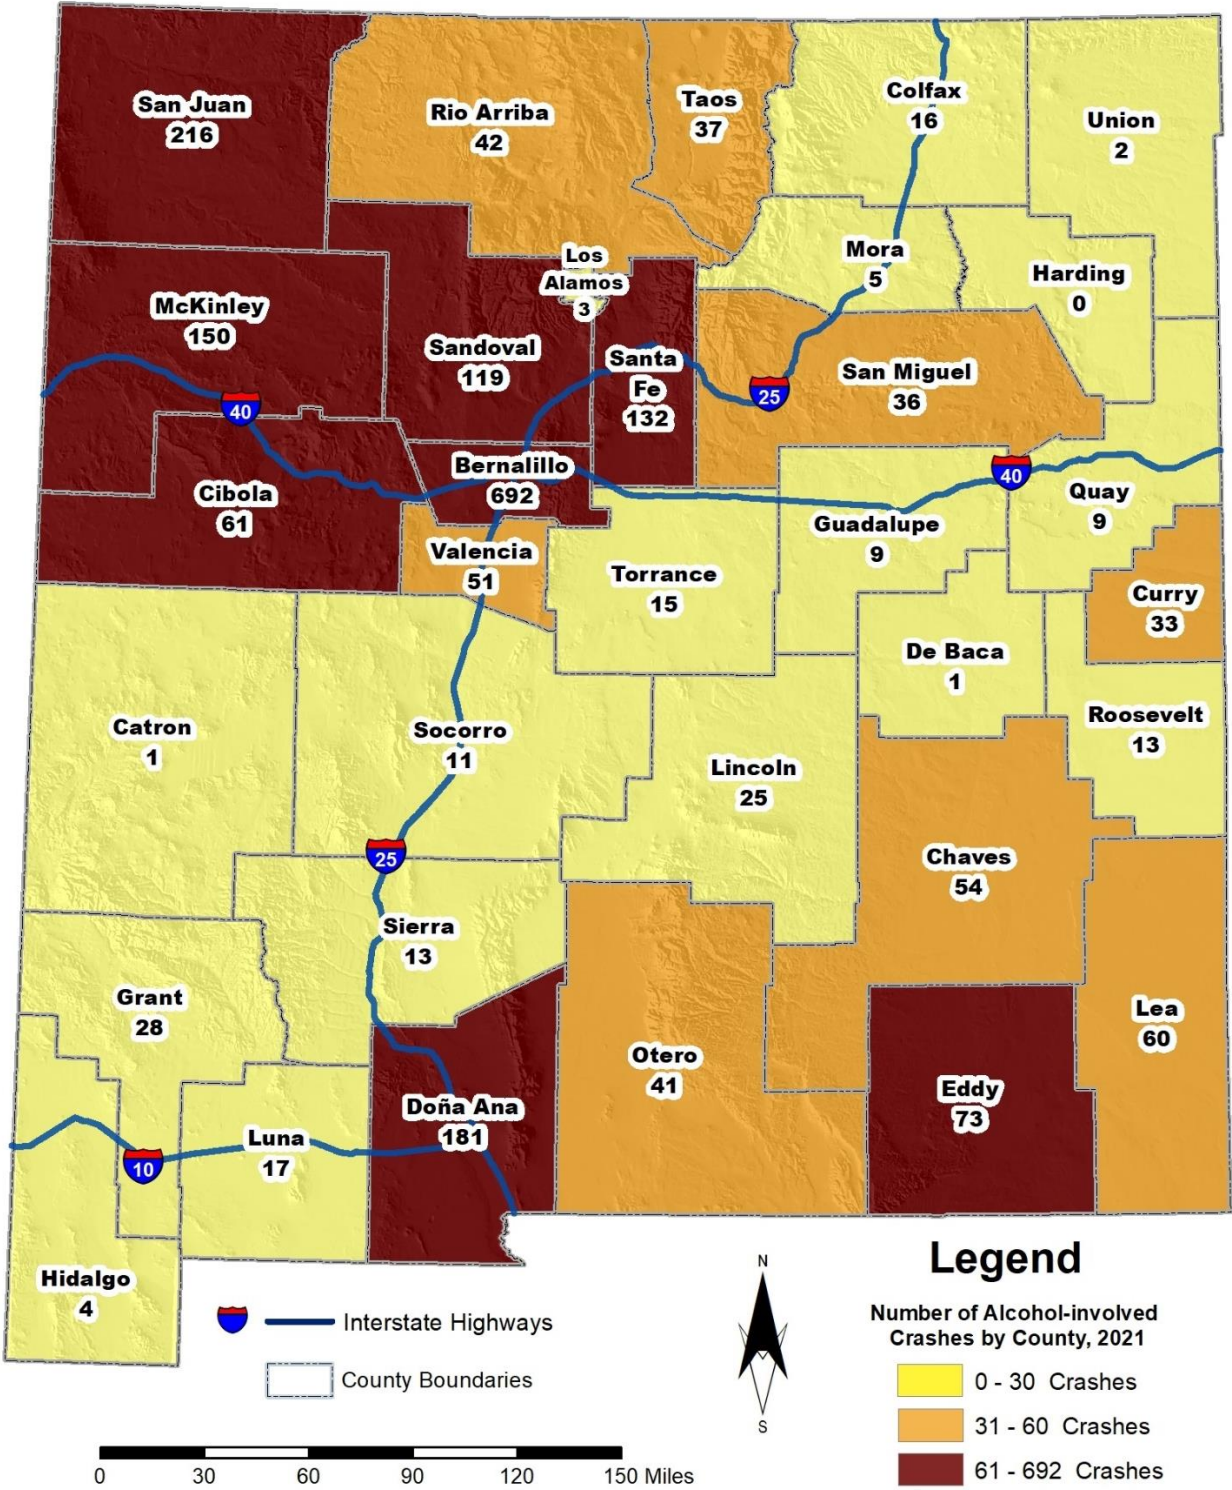 San Juan
216
Rio Arriba
42
Taos
37
Colfax
16
Union
2
Mora
5
Harding
0
Los
Alamos
3
McKinley
150
Sandoval
119
Santa
Fe
132
San Miguel
36
25
40
Bernalillo
692
Cibola
61
40
Quay
9
Guadalupe
9
Valencia
51
Torrance
15
Curry
33
De Baca
1
Roosevelt
13
Catron
1
Socorro
11
Lincoln
25
25
Chaves
54
Sierra
13
Grant
28
Lea
60
Otero
41
Eddy
73
Doña Ana
181
Luna
17
10
Hidalgo
4
Interstate Highways
County Boundaries
0 30 60 90 120 150 Miles
N
S
Legend
Number of Alcohol-involved
Crashes by County, 2021
0 - 30 Crashes
31 - 60 Crashes
61 - 692 Crashes